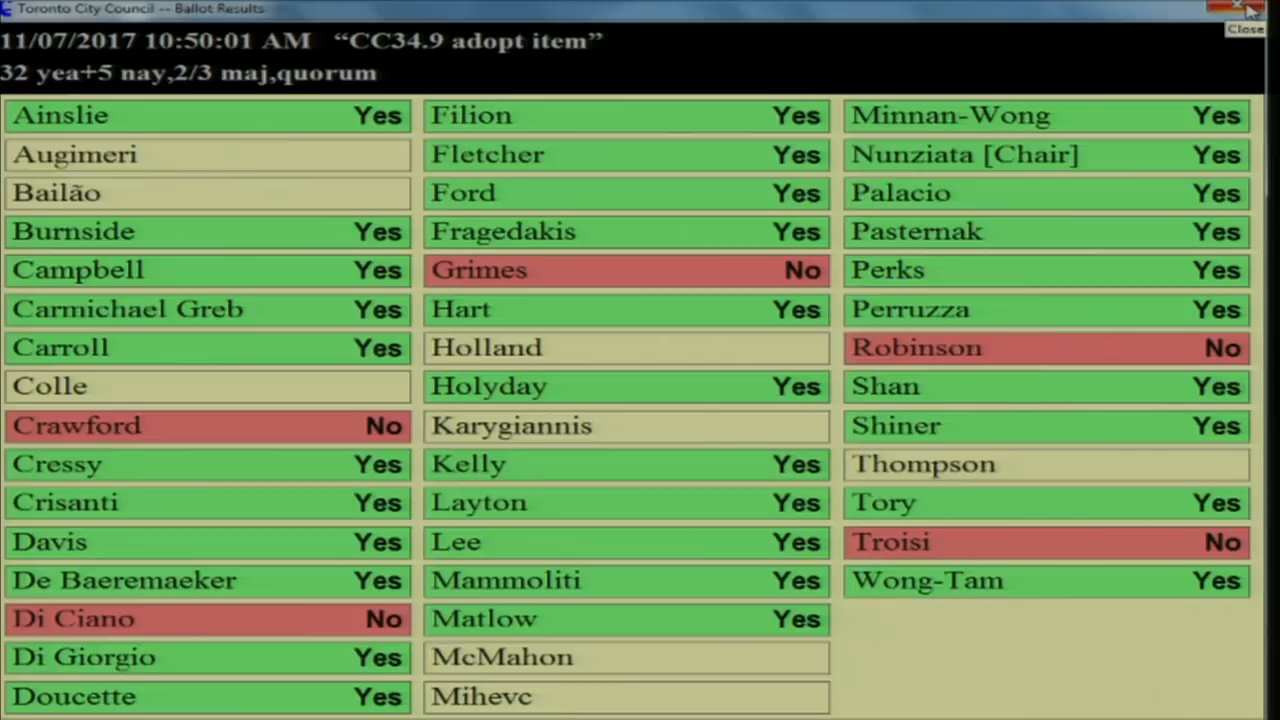 Toronto City Council -- Ballot Results
Close
11/07/2017 10:50:01 AM “CC34.9 adopt item”
32 yea+5 nay,2/3 maj,quorum
Ainslie Yes
Augimeri
Bailão
Burnside Yes
Campbell Yes
Carmichael Greb Yes
Carroll Yes
Colle
Crawford No
Cressy Yes
Crisanti Yes
Davis Yes
De Baeremaeker Yes
Di Ciano No
Di Giorgio Yes
Doucette Yes
Filion Yes
Fletcher Yes
Ford Yes
Fragedakis Yes
Grimes No
Hart Yes
Holland
Holyday Yes
Karygiannis
Kelly Yes
Layton Yes
Lee Yes
Mammoliti Yes
Matlow Yes
McMahon
Mihevc
Minnan-Wong Yes
Nunziata [Chair] Yes
Palacio Yes
Pasternak Yes
Perks Yes
Perruzza Yes
Robinson No
Shan Yes
Shiner Yes
Thompson
Tory Yes
Troisi No
Wong-Tam Yes